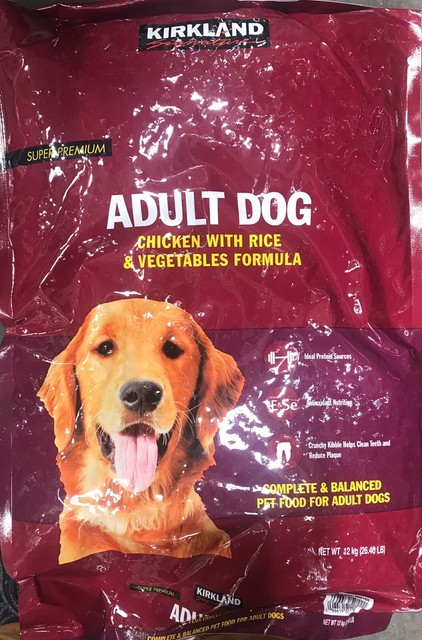 KIRKLAND
Signature
SUPER PREMIUM
ADULT DOG
CHICKEN WITH RICE
& VEGETABLES FORMULA
Ideal Protein Sources
E+Se
Antioxidant Nutrition
Crunchy Kibble Helps Clean Teeth and
Reduce Plaque
COMPLETE & BALANCED
PET FOOD FOR ADULT DOGS
NET WT 12 kg (26.46 LB)
SUPER PREMIUM
KIRKLAND
COMPLETE & BALANCED PET FOOD FOR ADULT DOGS